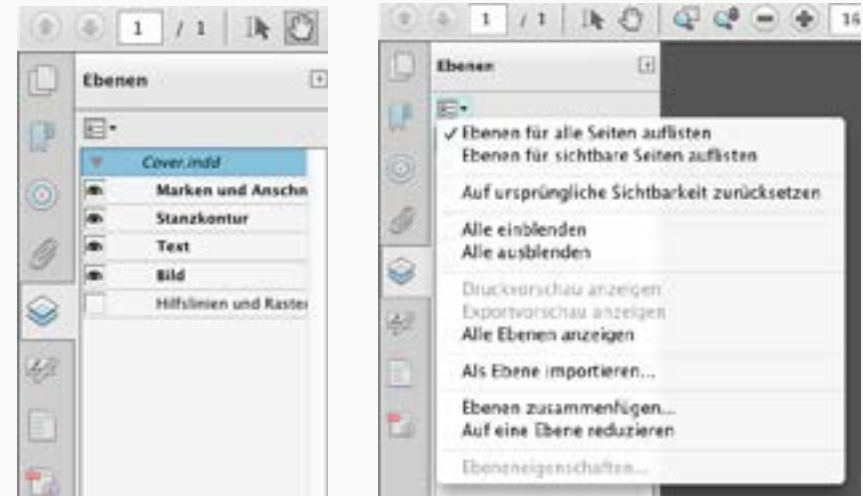 1 / 1
Ebenen
Cover.indd
Marken und Anschn
Stanzkontur
Text
Bild
Hilfslinien und Raster
1 / 1
16
Ebenen
✓ Ebenen für alle Seiten auflisten
Ebenen für sichtbare Seiten auflisten
Auf ursprüngliche Sichtbarkeit zurücksetzen
Alle einblenden
Alle ausblenden
Druckvorschau anzeigen
Exportvorschau anzeigen
Alle Ebenen anzeigen
Als Ebene importieren...
Ebenen zusammenfügen...
Auf eine Ebene reduzieren
Ebeneneigenschaften...